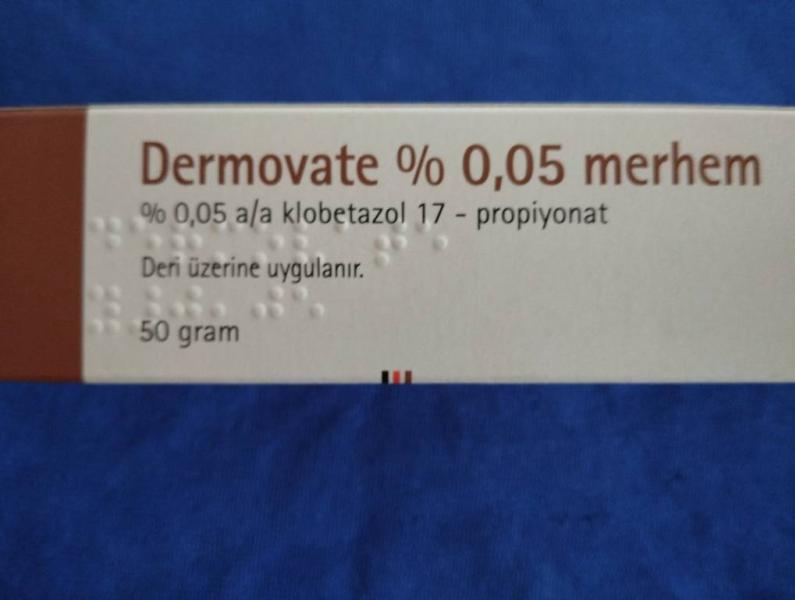 Dermovate % 0,05 merhem
% 0,05 a/a klobetazol 17 - propiyonat
Deri üzerine uygulanır.
50 gram